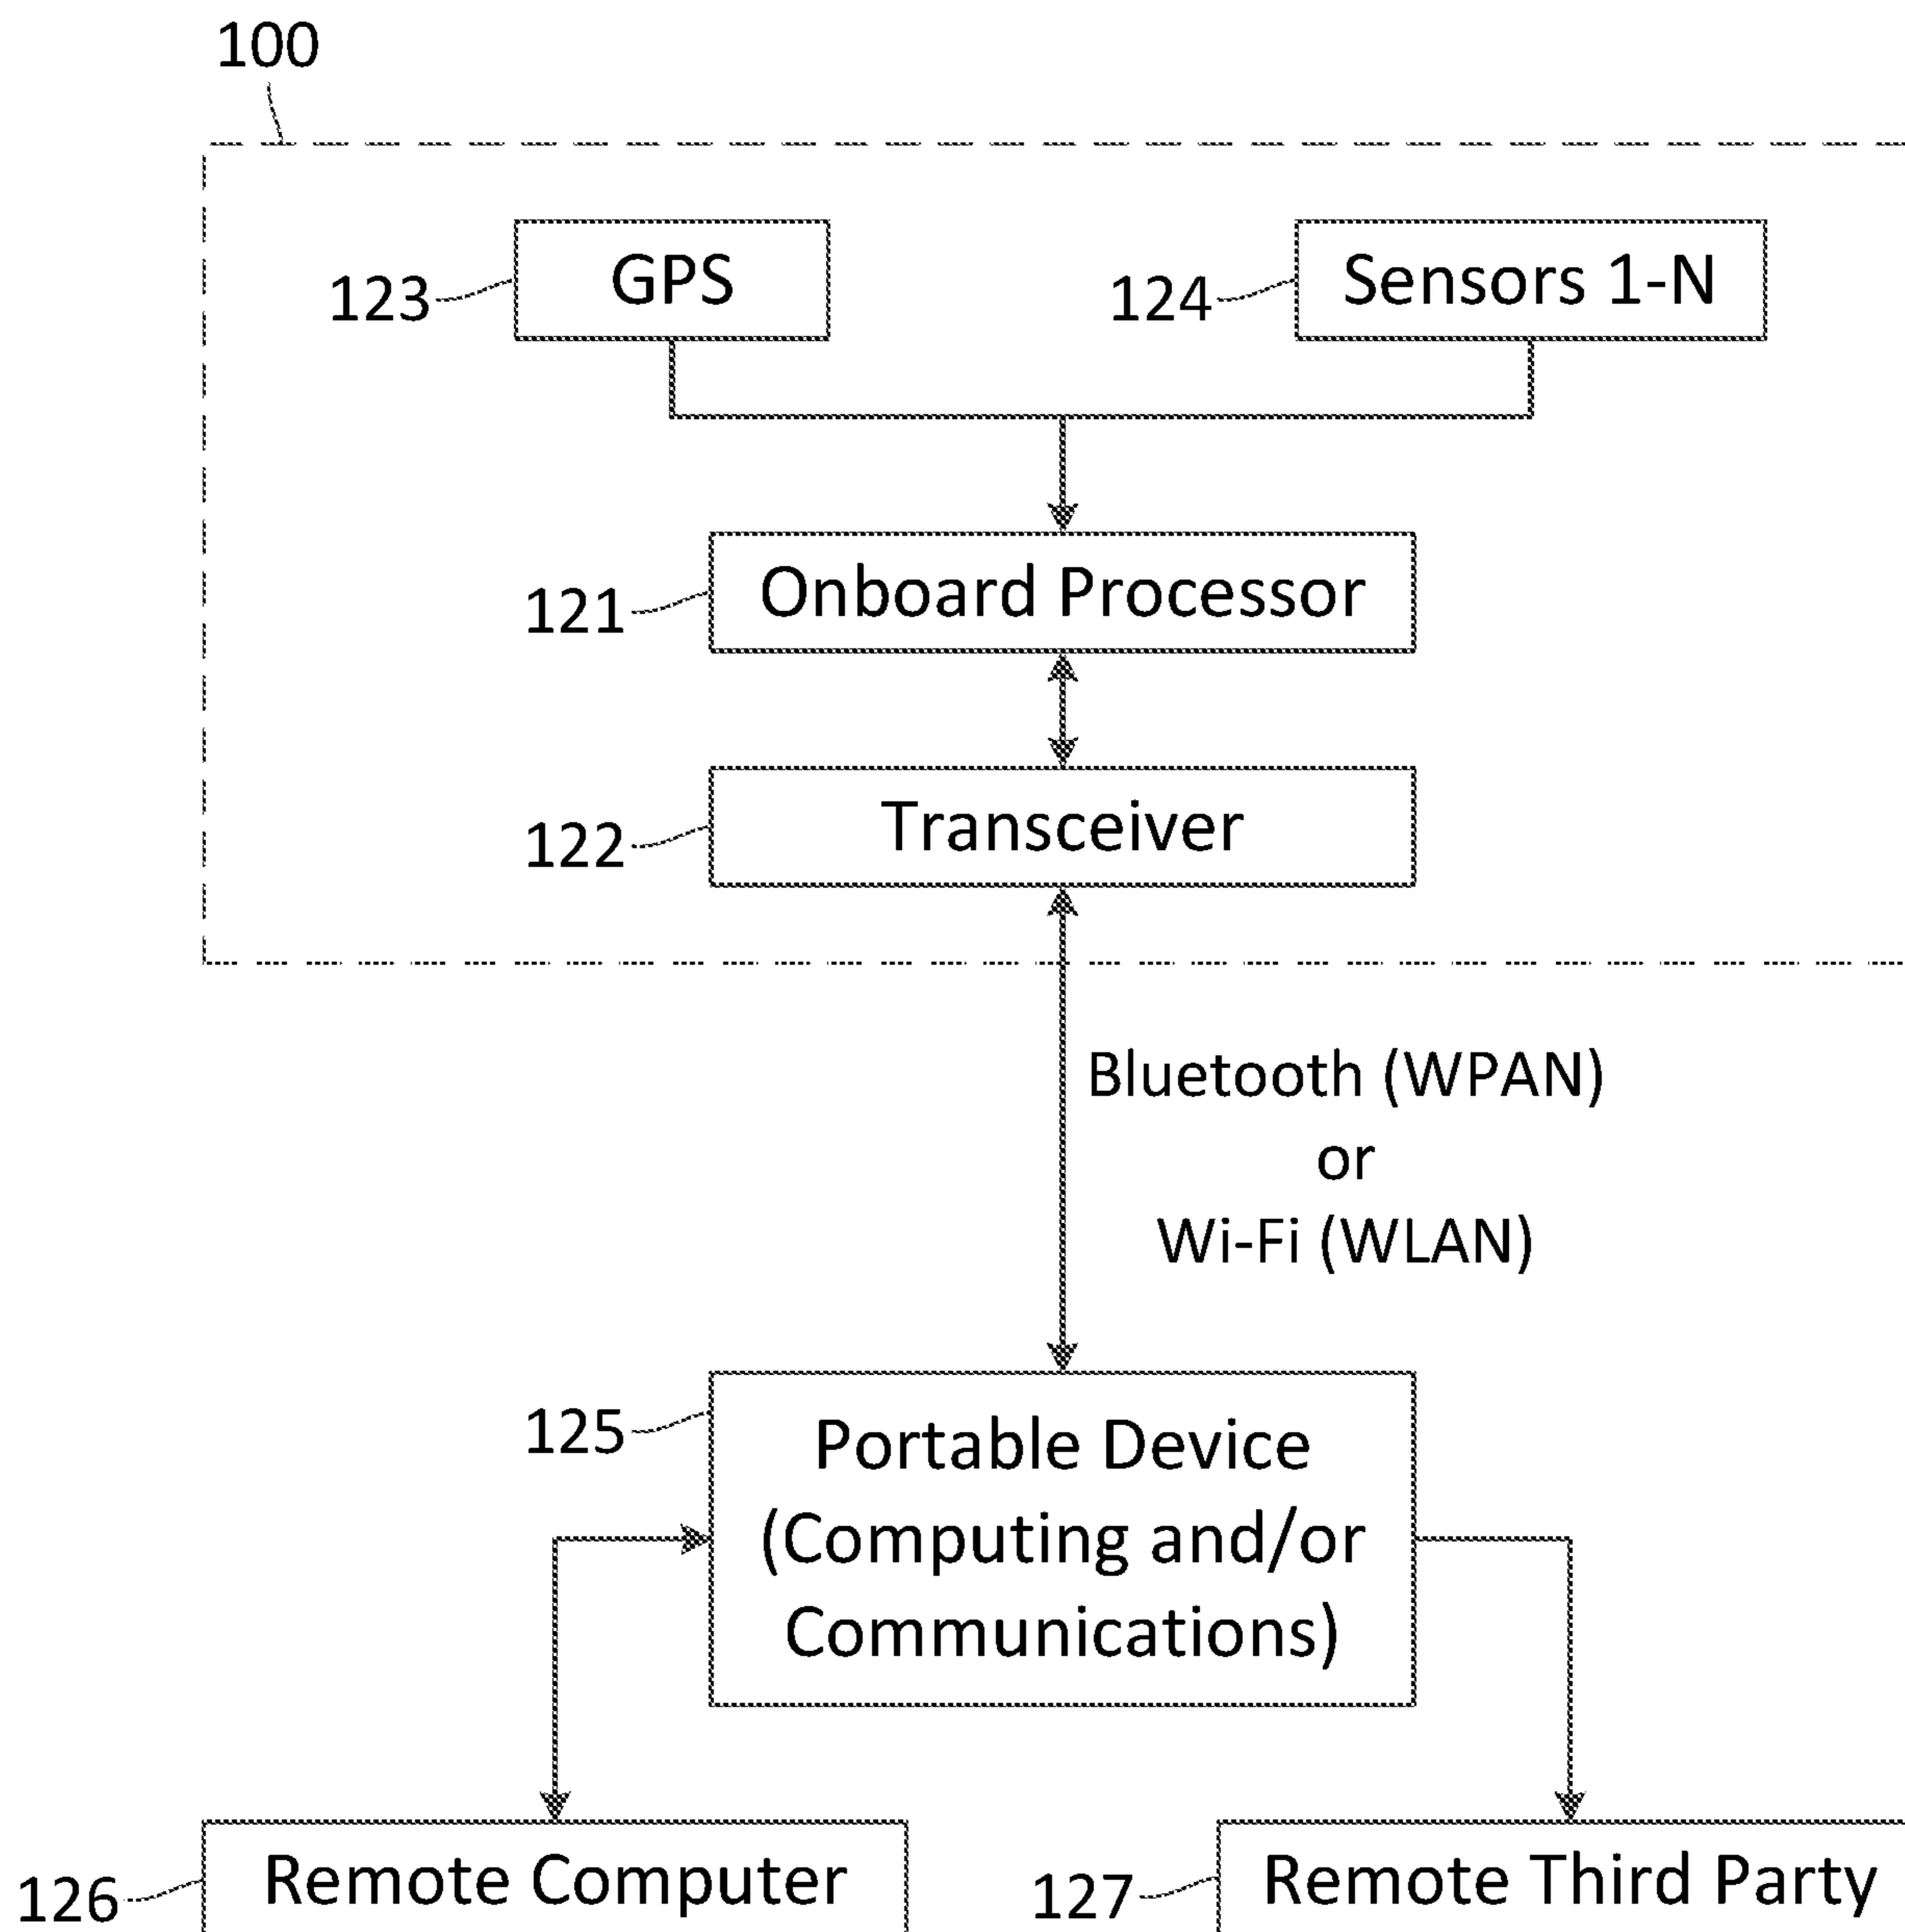 100
123
GPS
124
Sensors 1-N
121
Onboard Processor
122
Transceiver
Bluetooth (WPAN)
or
Wi-Fi (WLAN)
125
Portable Device
(Computing and/or
Communications)
126
Remote Computer
127
Remote Third Party